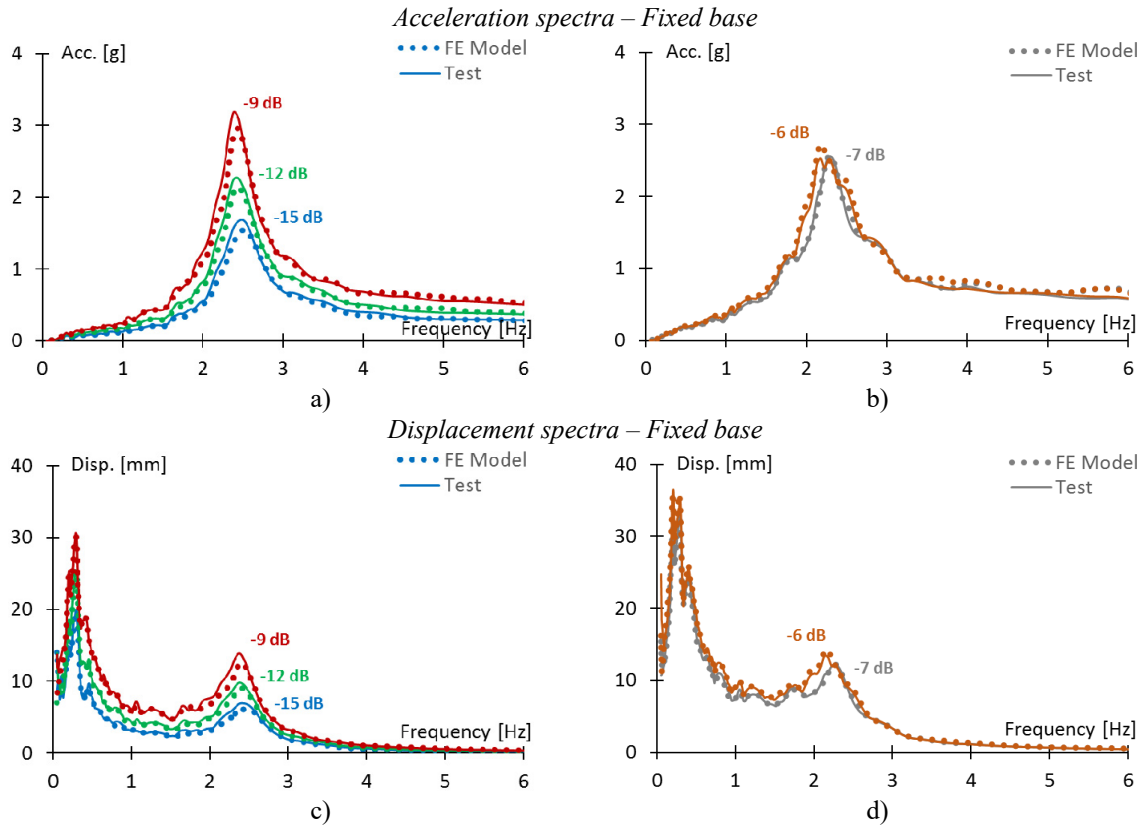 Acceleration spectra – Fixed base
Acc. [g]
FE Model
Test
4
3
2
1
0
-9 dB
-12 dB
-15 dB
Frequency [Hz]
0 1 2 3 4 5 6
a)
Acc. [g]
FE Model
Test
4
3
2
1
0
-6 dB
-7 dB
Frequency [Hz]
0 1 2 3 4 5 6
b)
Displacement spectra – Fixed base
Disp. [mm]
FE Model
Test
40
30
20
10
0
-9 dB
-12 dB
-15 dB
Frequency [Hz]
0 1 2 3 4 5 6
c)
Disp. [mm]
FE Model
Test
40
30
20
10
0
-6 dB
-7 dB
Frequency [Hz]
0 1 2 3 4 5 6
d)